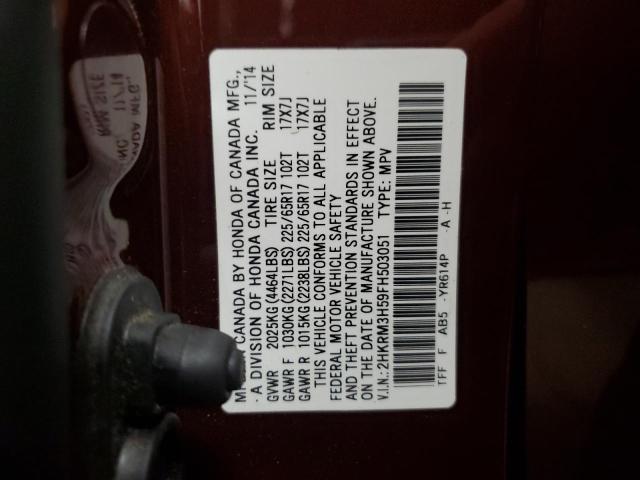 CANADA BY HONDA OF CANADA MFG.,
A DIVISION OF HONDA CANADA INC. 11/'14
GVWR 2025KG (4464LBS) TIRE SIZE RIM SIZE
GAWR F 1030KG (2271LBS) 225/65R17 102T 17X7J
GAWR R 1015KG (2238LBS) 225/65R17 102T 17X7J
THIS VEHICLE CONFORMS TO ALL APPLICABLE
FEDERAL MOTOR VEHICLE SAFETY
AND THEFT PREVENTION STANDARDS IN EFFECT
ON THE DATE OF MANUFACTURE SHOWN ABOVE.
V.I.N.: 2HKRM3H59FH503051 TYPE: MPV
TFF F AB5 -YR614P -A -H